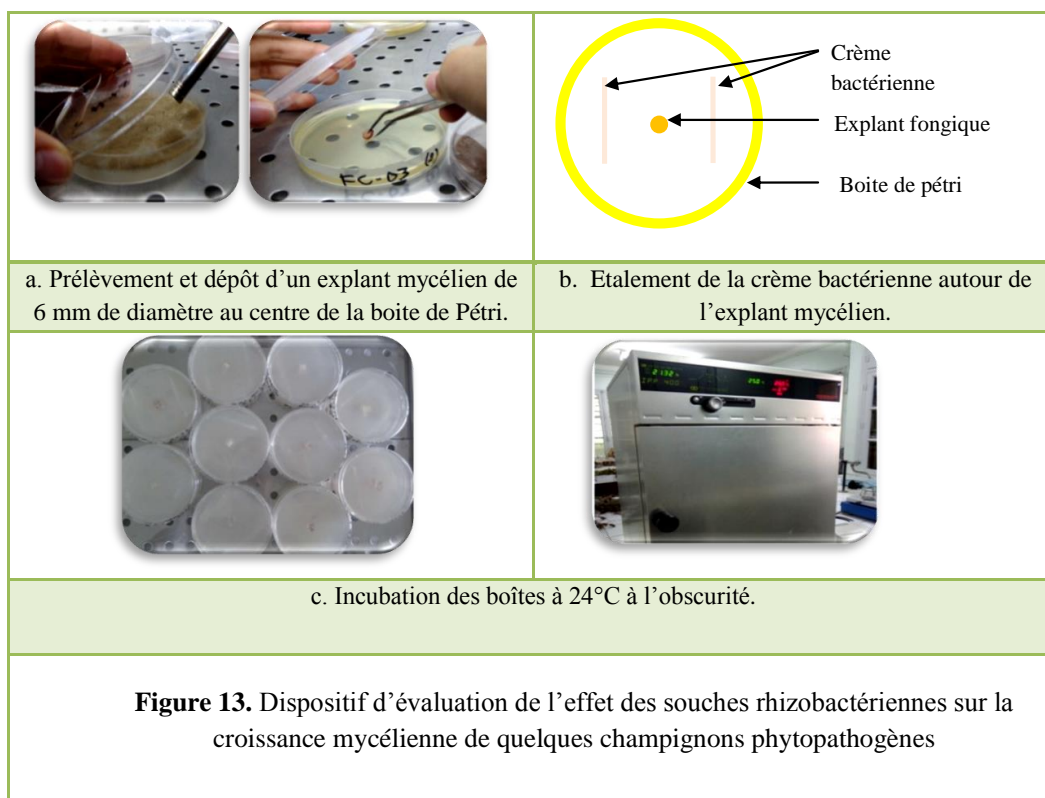 FC-03
Crème
bactérienne
Explant fongique
Boite de pétri
a. Prélèvement et dépôt d'un explant mycélien de
6 mm de diamètre au centre de la boite de Pétri.
b. Etalement de la crème bactérienne autour de
l'explant mycélien.
c. Incubation des boîtes à 24°C à l'obscurité.
Figure 13. Dispositif d'évaluation de l'effet des souches rhizobactériennes sur la
croissance mycélienne de quelques champignons phytopathogènes